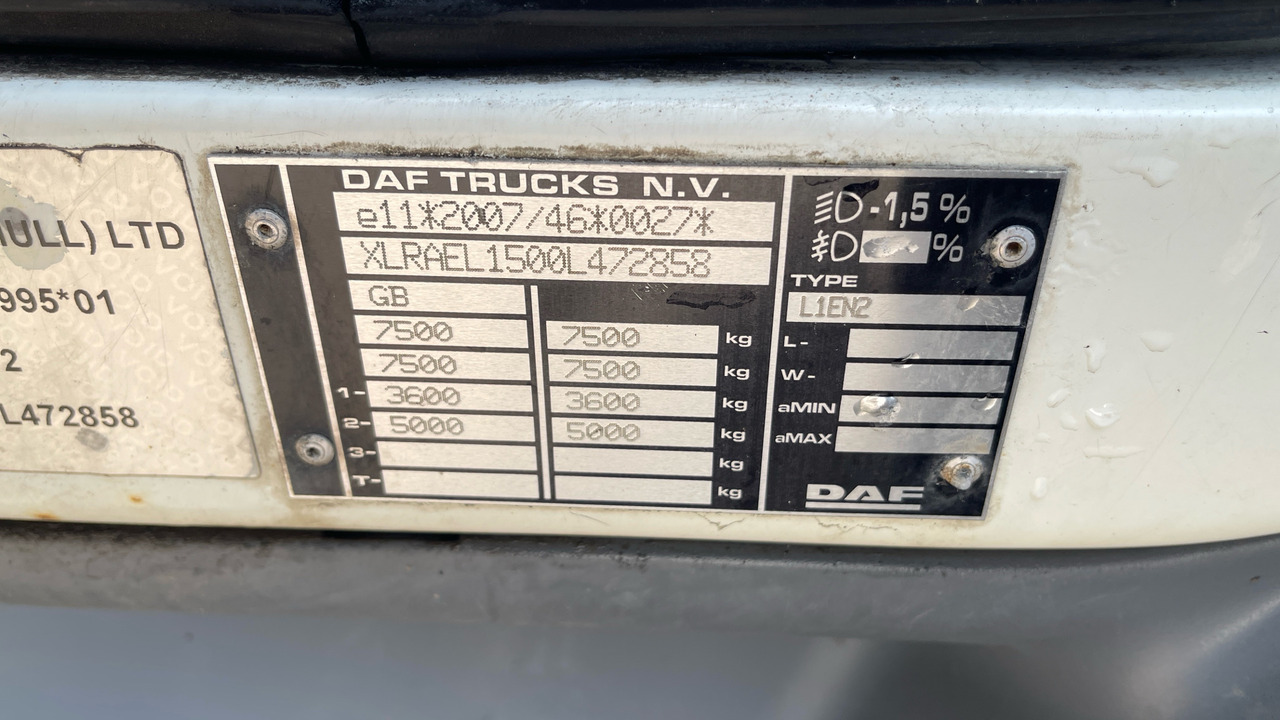 ULL) LTD
995*01
2
L472858
DAF TRUCKS N.V.
e11*2007/46*0027*
XLRAEL1500L472858
GB
7500 7500 kg
7500 7500 kg
1- 3600 3600 kg
2- 5000 5000 kg
3- kg
T- kg
-1,5 %
%
TYPE
L1EN2
L-
W-
aMIN
aMAX
DAF